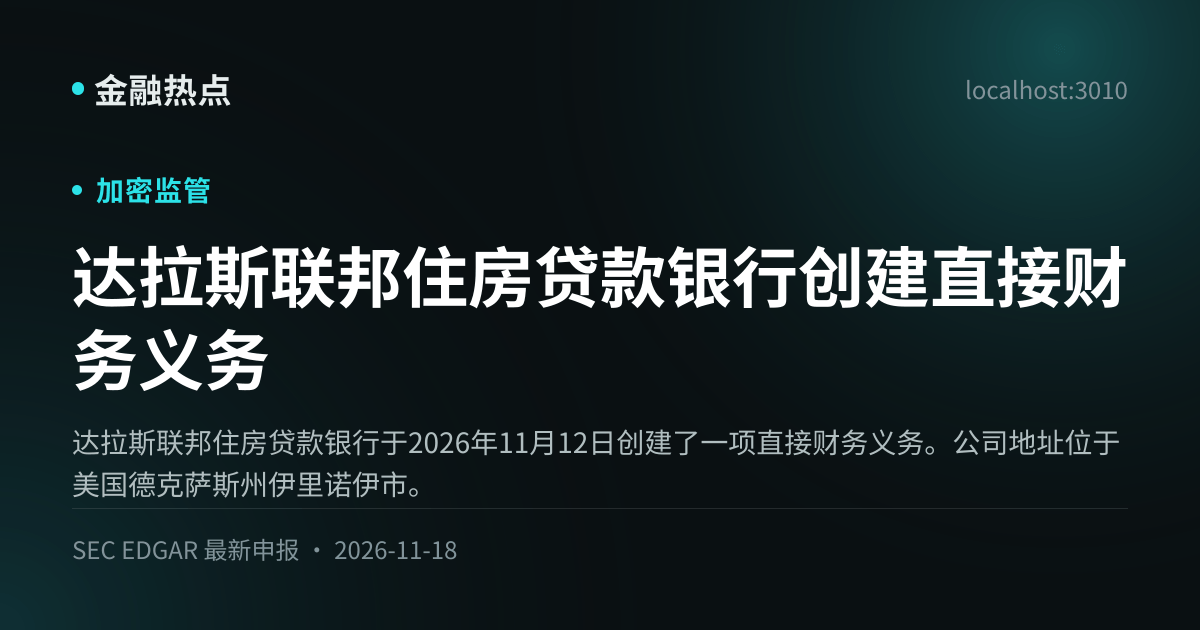 金融热点
localhost:3010
加密监管
达拉斯联邦住房贷款银行创建直接财
务义务
达拉斯联邦住房贷款银行于2026年11月12日创建了一项直接财务义务。公司地址位于
美国德克萨斯州伊里诺伊市。
SEC EDGAR 最新申报 · 2026-11-18